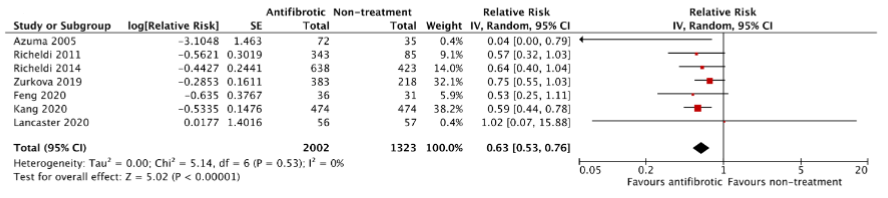 Antifibrotic Non-treatment Relative Risk Relative Risk
Study or Subgroup log[Relative Risk] SE Total Total Weight IV, Random, 95% CI IV, Random, 95% CI
Azuma 2005 -3.1048 1.463 72 35 0.4% 0.04 [0.00, 0.79]
Richeldi 2011 -0.5621 0.3019 343 85 9.1% 0.57 [0.32, 1.03]
Richeldi 2014 -0.4427 0.2441 638 423 14.0% 0.64 [0.40, 1.04]
Zurkova 2019 -0.2853 0.1611 383 218 32.1% 0.75 [0.55, 1.03]
Feng 2020 -0.635 0.3767 36 31 5.9% 0.53 [0.25, 1.11]
Kang 2020 -0.5335 0.1476 474 474 38.2% 0.59 [0.44, 0.78]
Lancaster 2020 0.0177 1.4016 56 57 0.4% 1.02 [0.07, 15.88]
Total (95% CI) 2002 1323 100.0% 0.63 [0.53, 0.76]
Heterogeneity: Tau² = 0.00; Chi² = 5.14, df = 6 (P = 0.53); I² = 0%
Test for overall effect: Z = 5.02 (P < 0.00001)
0.05 0.2 1 5 20
Favours antifibrotic Favours non-treatment